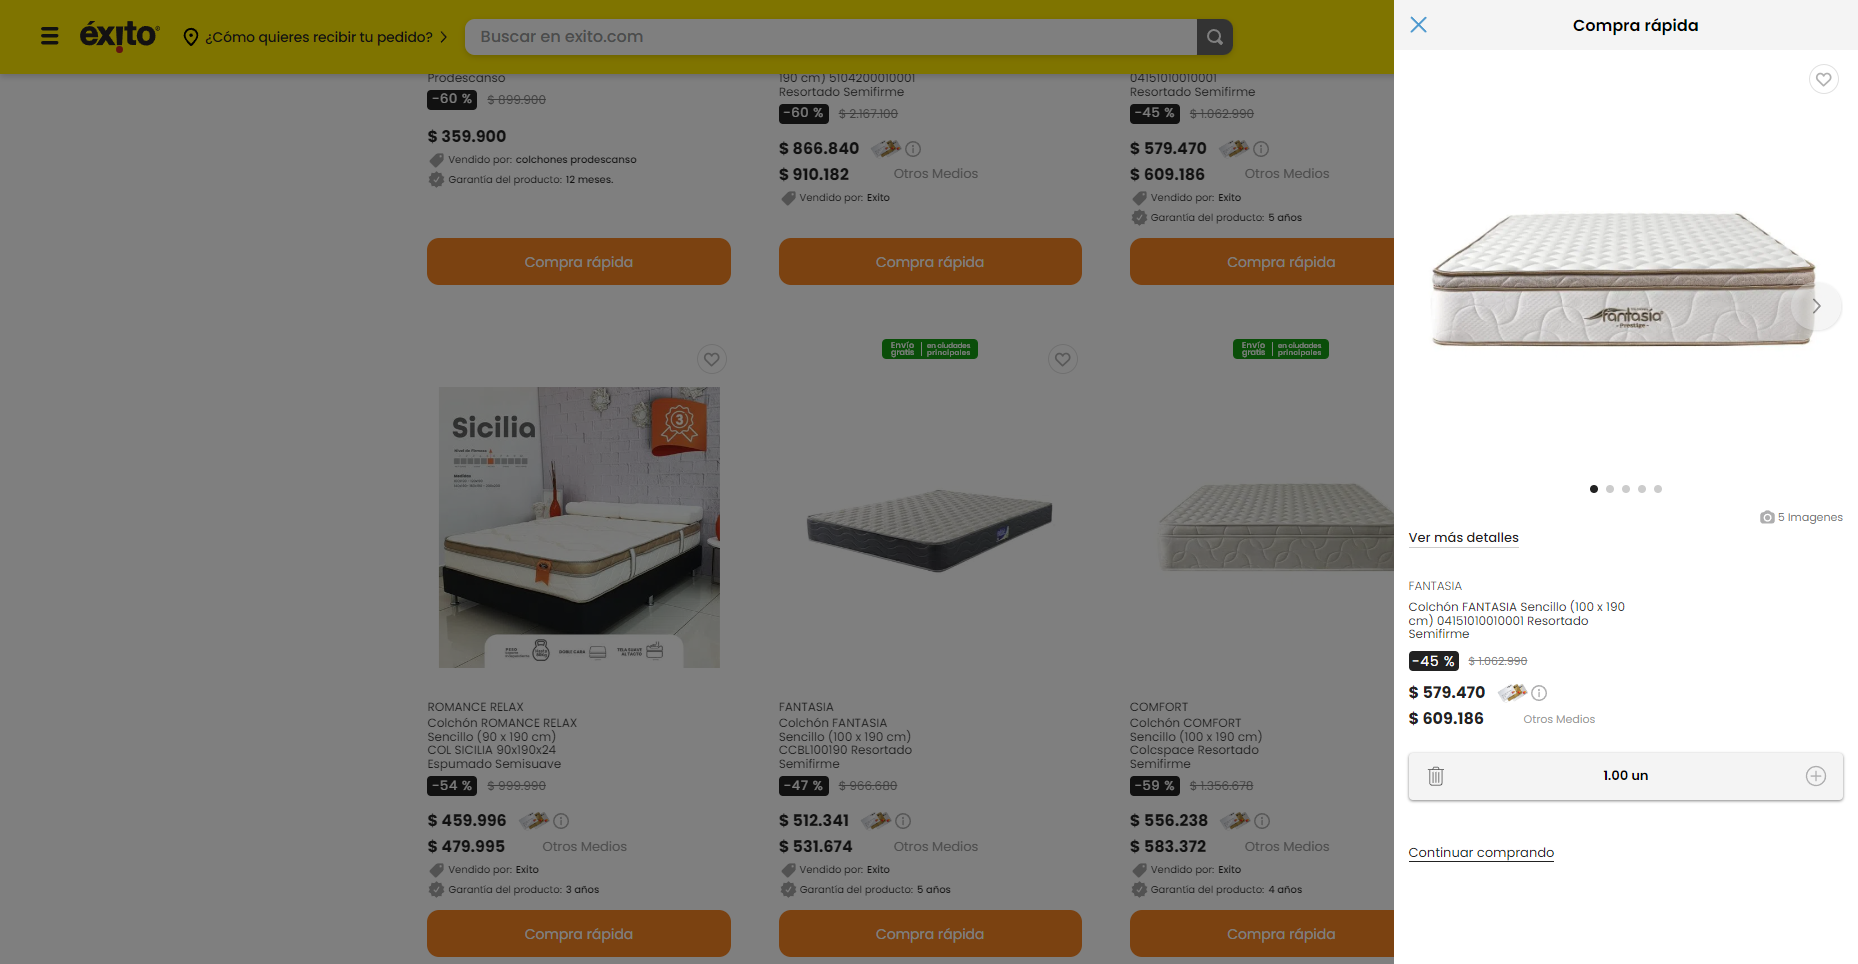 éxito
¿Cómo quieres recibir tu pedido?
Buscar en exito.com
Prodescanso
-60 % $ 899.900
$ 359.900
Vendido por: colchones prodescanso
Garantía del producto: 12 meses.
Compra rápida
190 cm) 5104200010001
Resortado Semifirme
-60 % $ 2.167.100
$ 866.840
$ 910.182 Otros Medios
Vendido por: Exito
Compra rápida
04151010010001
Resortado Semifirme
-45 % $ 1.062.990
$ 579.470
$ 609.186 Otros Medios
Vendido por: Exito
Garantía del producto: 5 años
Compra rápida
Sicilia
3
ROMANCE RELAX
Colchón ROMANCE RELAX
Sencillo (90 x 190 cm)
COL SICILIA 90x190x24
Espumado Semisuave
-54 % $ 999.990
$ 459.996
$ 479.995 Otros Medios
Vendido por: Exito
Garantía del producto: 3 años
Compra rápida
Envío gratis en ciudades principales
FANTASIA
Colchón FANTASIA
Sencillo (100 x 190 cm)
CCBL100190 Resortado
Semifirme
-47 % $ 966.680
$ 512.341
$ 531.674 Otros Medios
Vendido por: Exito
Garantía del producto: 5 años
Compra rápida
Envío gratis en ciudades principales
COMFORT
Colchón COMFORT
Sencillo (100 x 190 cm)
Colcspace Resortado
Semifirme
-59 % $ 1.356.678
$ 556.238
$ 583.372 Otros Medios
Vendido por: Exito
Garantía del producto: 4 años
Compra rápida
Compra rápida
fantasía
Prestige
5 Imagenes
Ver más detalles
FANTASIA
Colchón FANTASIA Sencillo (100 x 190
cm) 04151010010001 Resortado
Semifirme
-45 % $ 1.062.990
$ 579.470
$ 609.186 Otros Medios
1.00 un
Continuar comprando